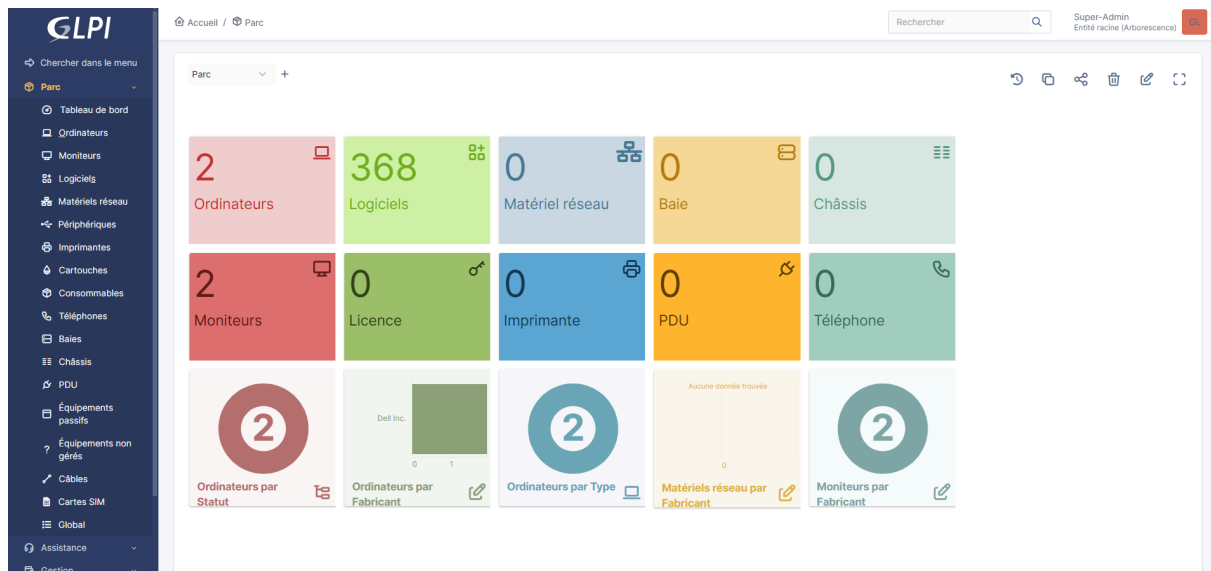 GLPI
Accueil / Parc
Rechercher
Super-Admin
Entité racine (Arborescence)
GL
Chercher dans le menu
Parc
Tableau de bord
Ordinateurs
Moniteurs
Logiciels
Matériels réseau
Périphériques
Imprimantes
Cartouches
Consommables
Téléphones
Baies
Châssis
PDU
Équipements
passifs
Équipements non
gérés
Câbles
Cartes SIM
Global
Assistance
Gestion
Parc
2
Ordinateurs
368
Logiciels
0
Matériel réseau
0
Baie
0
Châssis
2
Moniteurs
0
Licence
0
Imprimante
0
PDU
0
Téléphone
2
Ordinateurs par
Statut
Dell Inc.
0 1
Ordinateurs par
Fabricant
2
Ordinateurs par Type
Aucune donnée trouvée
0
Matériels réseau par
Fabricant
2
Moniteurs par
Fabricant